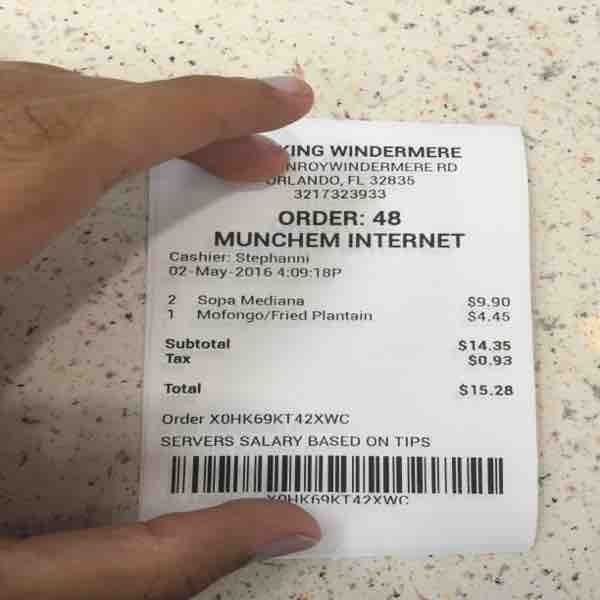 KING WINDERMERE
NROYWINDERMERE RD
ORLANDO, FL 32835
3217323933
ORDER: 48
MUNCHEM INTERNET
Cashier: Stephanni
02-May-2016 4:09:18P
2 Sopa Mediana $9.90
1 Mofongo/Fried Plantain $4.45
Subtotal $14.35
Tax $0.93
Total $15.28
Order X0HK69KT42XWC
SERVERS SALARY BASED ON TIPS
X0HK69KT42XWC